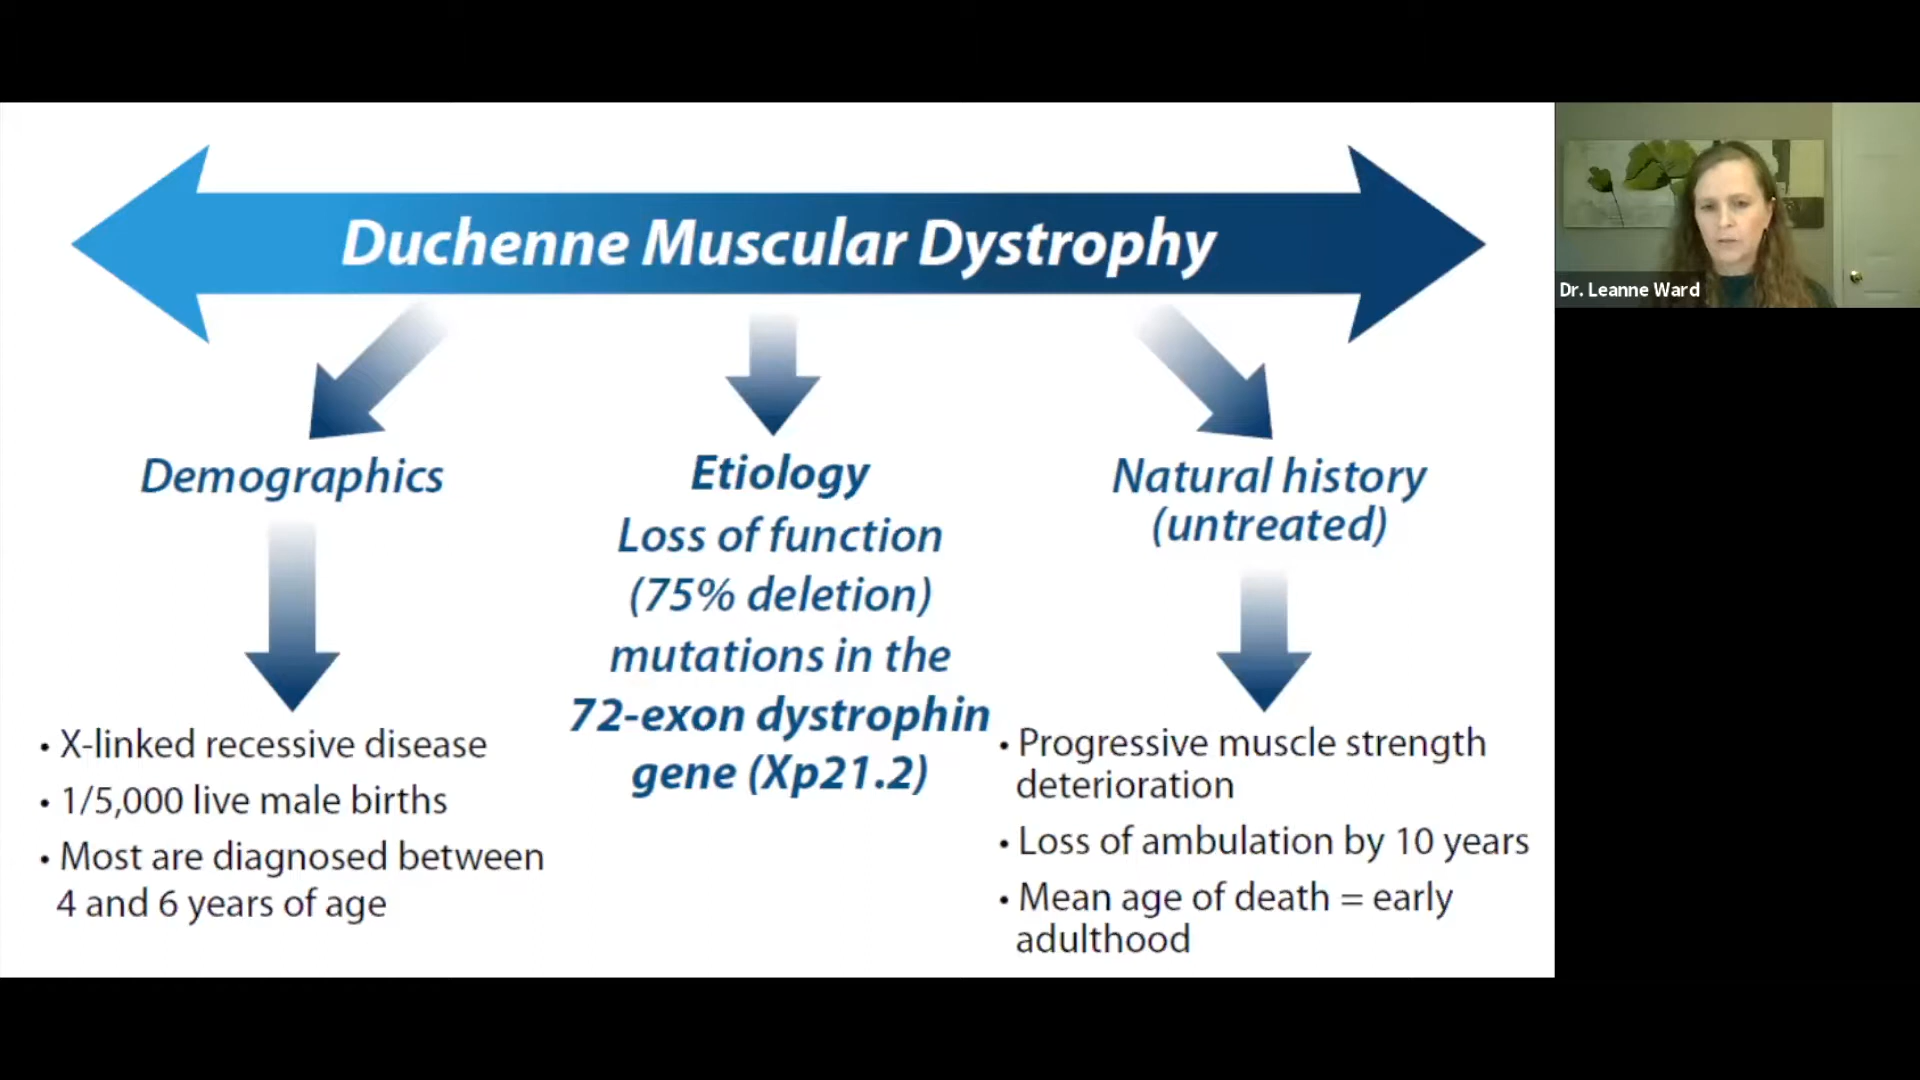 Duchenne Muscular Dystrophy
Demographics
• X-linked recessive disease
• 1/5,000 live male births
• Most are diagnosed between
4 and 6 years of age
Etiology
Loss of function
(75% deletion)
mutations in the
72-exon dystrophin
gene (Xp21.2)
Natural history
(untreated)
• Progressive muscle strength
deterioration
• Loss of ambulation by 10 years
• Mean age of death = early
adulthood
Dr. Leanne Ward